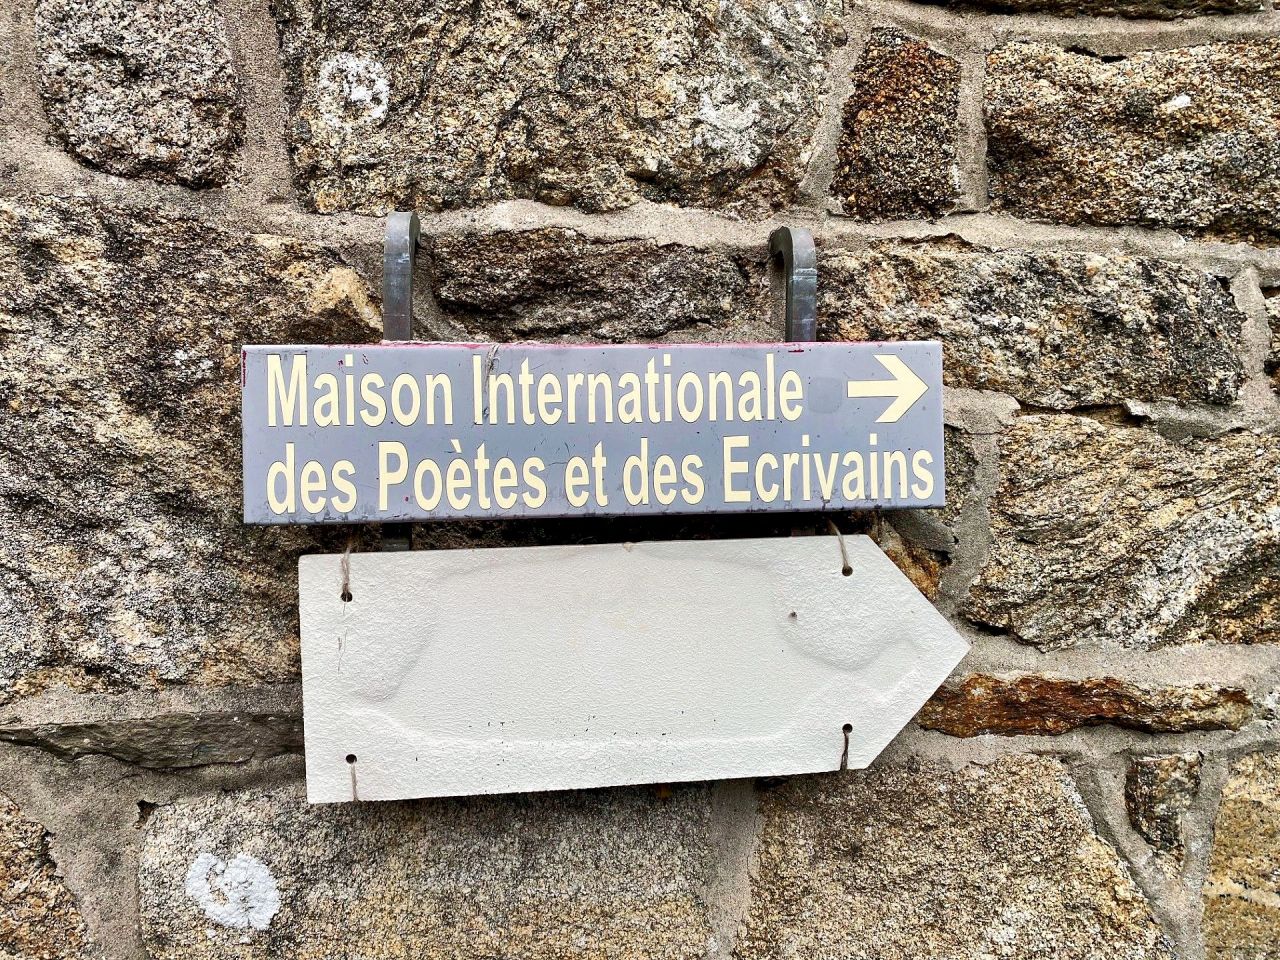 Maison Internationale →
des Poètes et des Ecrivains